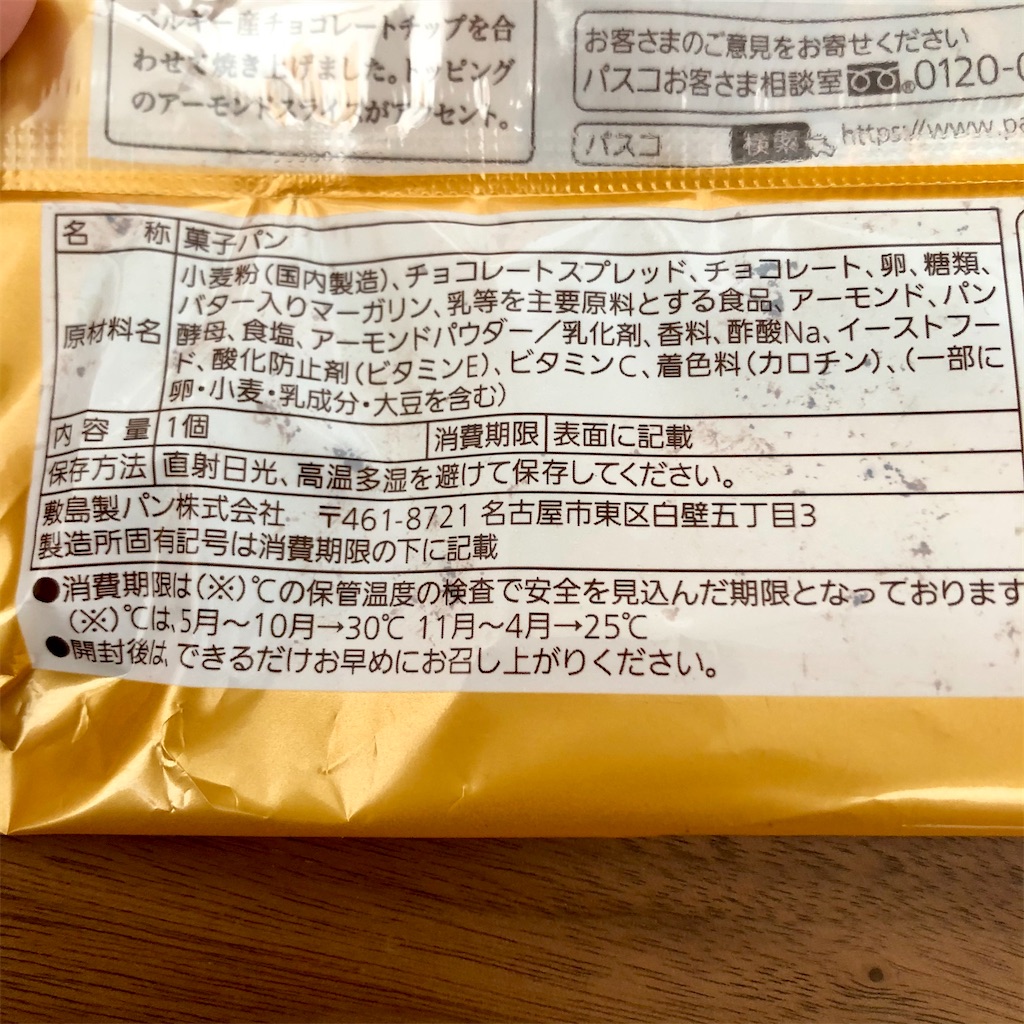 ベルギー産チョコレートチップを合
わせて焼き上げました。トッピング
のアーモンドスライスがアクセント。
お客さまのご意見をお寄せください
パスコお客さま相談室 0120-0
パスコ 検索 https://www.pa
名 称 菓子パン
原材料名 小麦粉(国内製造)、チョコレートスプレッド、チョコレート、卵、糖類、
バター入りマーガリン、乳等を主要原料とする食品、アーモンド、パン
酵母、食塩、アーモンドパウダー/乳化剤、香料、酢酸Na、イーストフー
ド、酸化防止剤(ビタミンE)、ビタミンC、着色料(カロチン)、(一部に
卵・小麦・乳成分・大豆を含む)
内容量 1個 消費期限 表面に記載
保存方法 直射日光、高温多湿を避けて保存してください。
敷島製パン株式会社 〒461-8721 名古屋市東区白壁五丁目3
製造所固有記号は消費期限の下に記載
●消費期限は(※)℃の保管温度の検査で安全を見込んだ期限となっております
(※)℃は、5月〜10月→30℃ 11月〜4月→25℃
●開封後は、できるだけお早めにお召し上がりください。